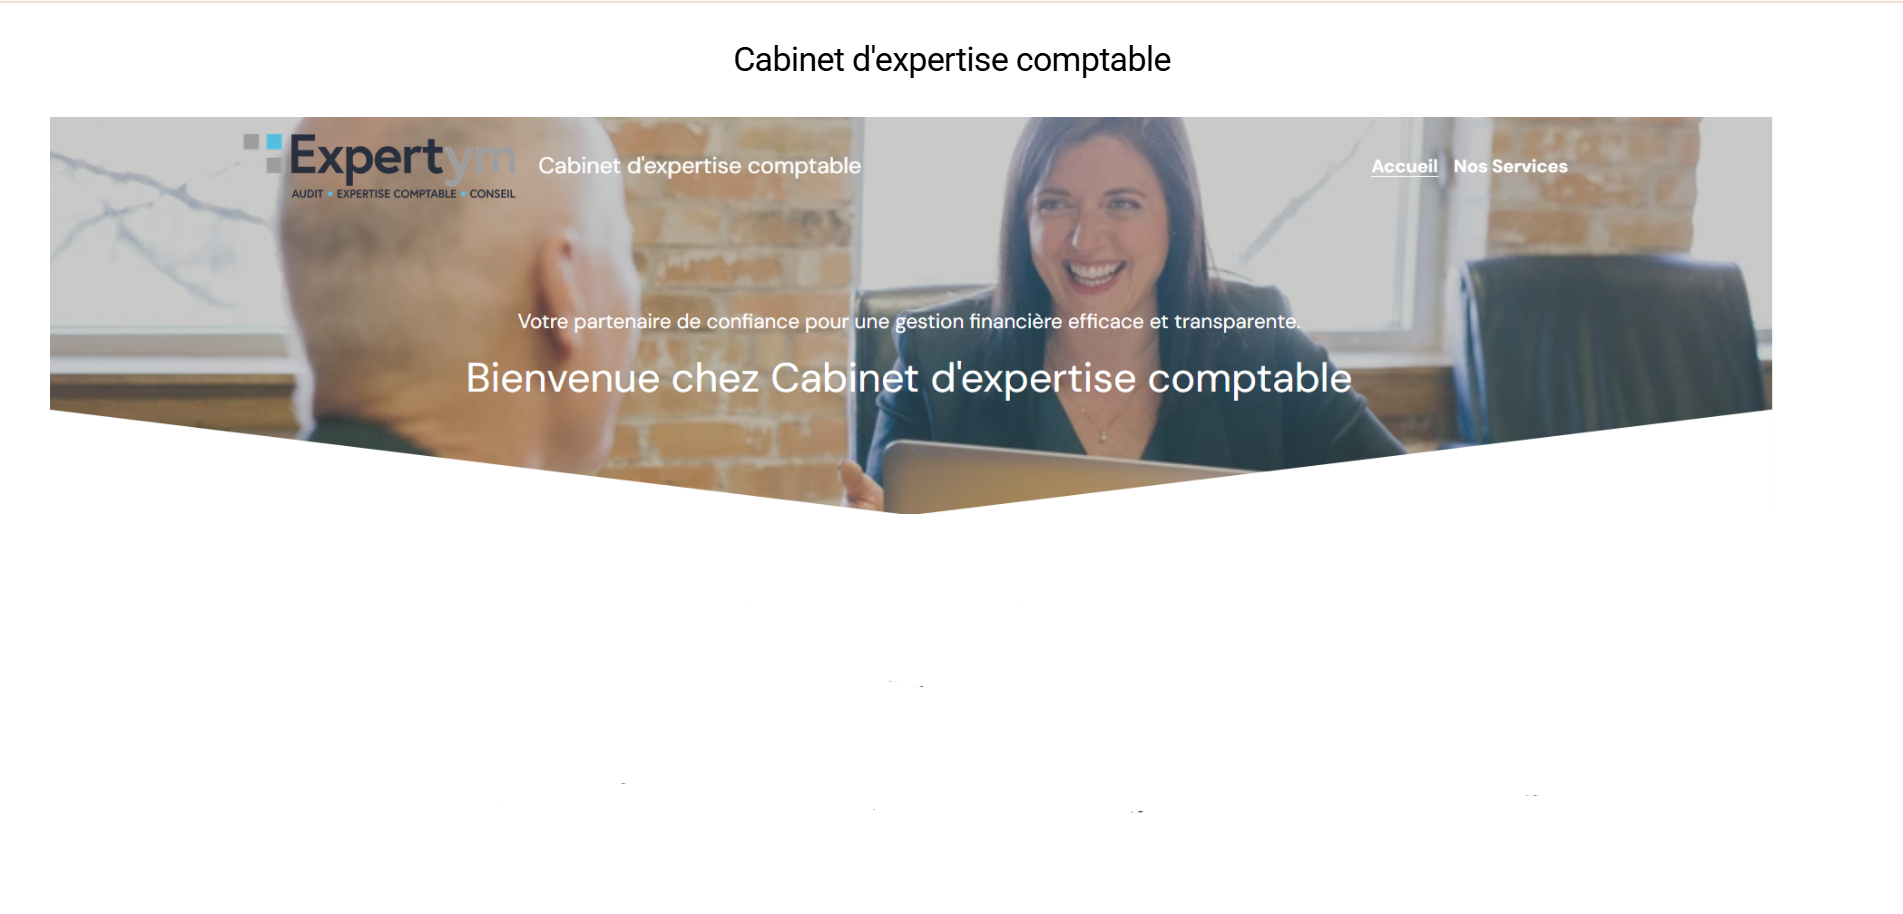 Cabinet d'expertise comptable
Expertym
AUDIT • EXPERTISE COMPTABLE • CONSEIL
Cabinet d'expertise comptable
Accueil Nos Services
Votre partenaire de confiance pour une gestion financière efficace et transparente.
Bienvenue chez Cabinet d'expertise comptable